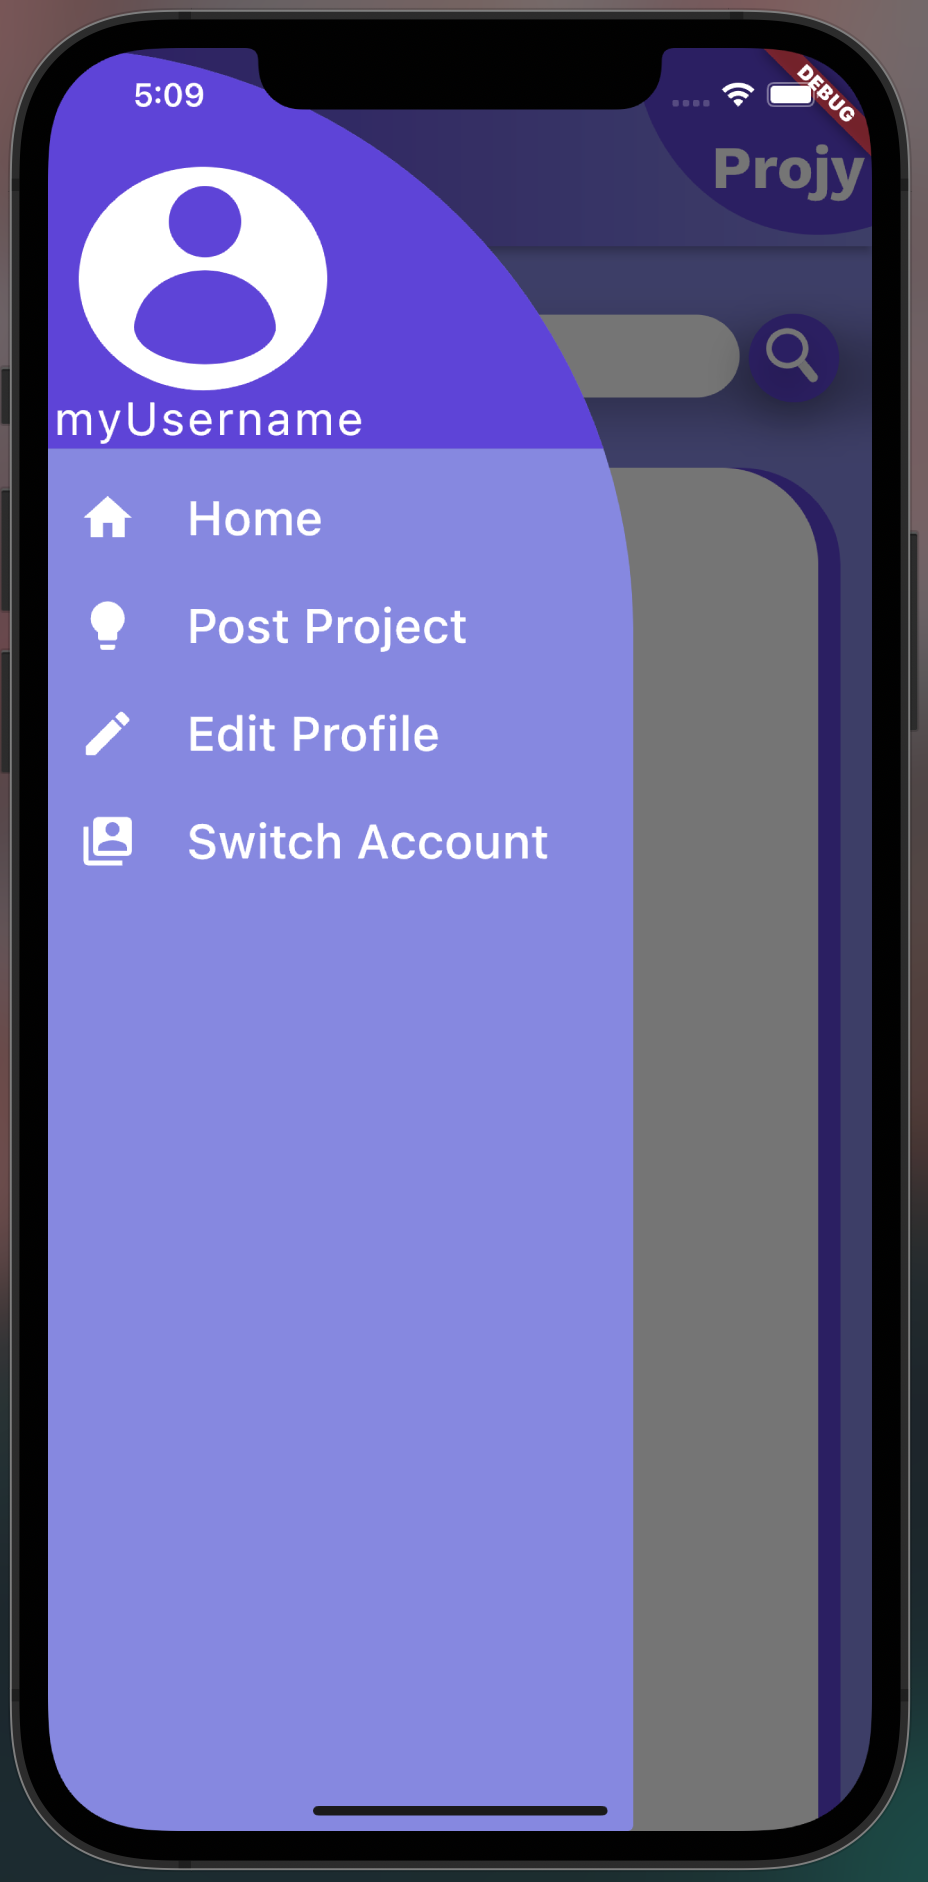 5:09
DEBUG
Projy
myUsername
Home
Post Project
Edit Profile
Switch Account